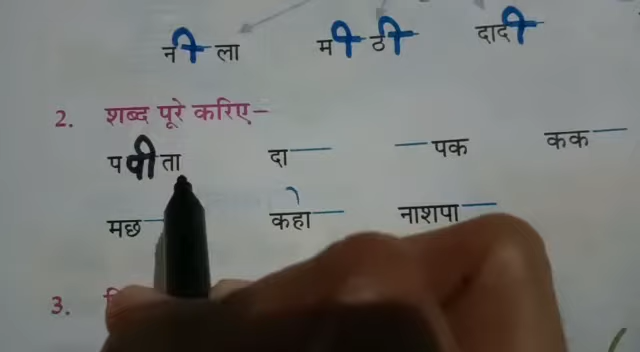 नीला मीठी दादी
2. शब्द पूरे करिए–
पपीता दा— —पक कक—
मछ— कहो— नाशपा—
3.